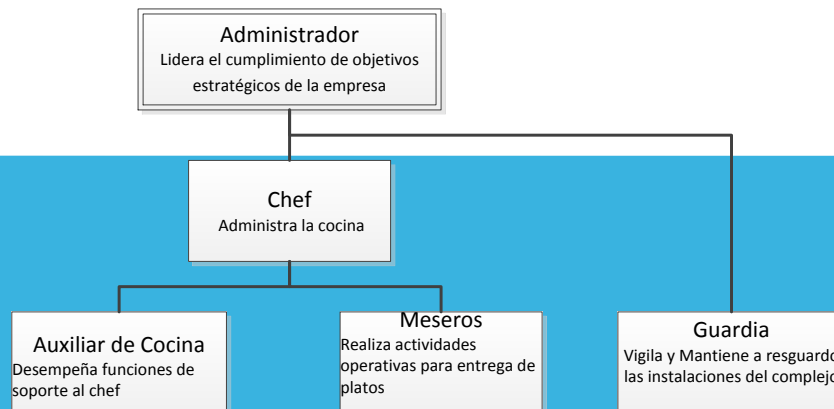 Administrador
Lidera el cumplimiento de objetivos
estratégicos de la empresa
Chef
Administra la cocina
Auxiliar de Cocina
Desempeña funciones de
soporte al chef
Meseros
Realiza actividades
operativas para entrega de
platos
Guardia
Vigila y Mantiene a resguardo
las instalaciones del complejo